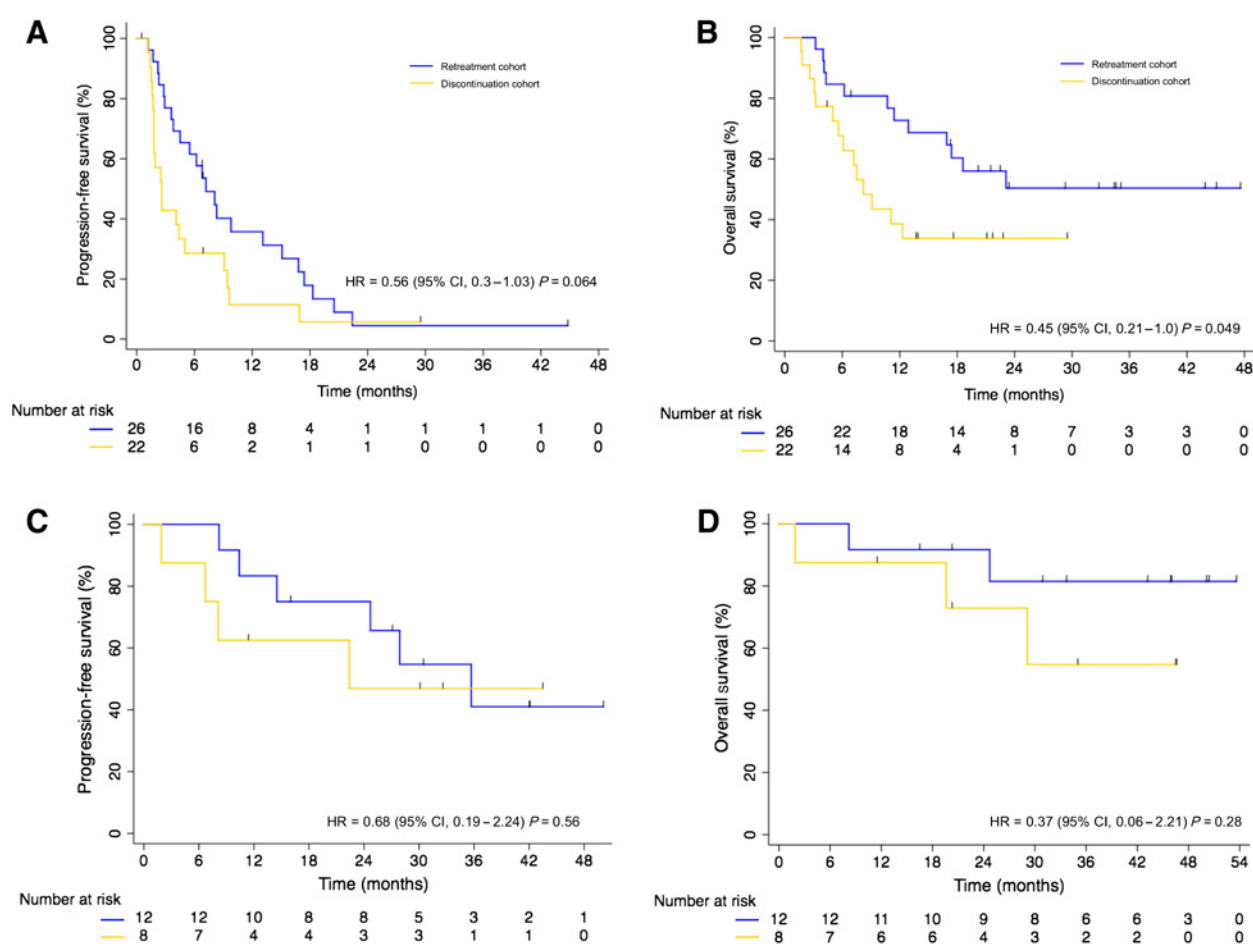 A
Progression-free survival (%)
100
80
60
40
20
0
Retreatment cohort
Discontinuation cohort
HR = 0.56 (95% CI, 0.3–1.03) P = 0.064
0 6 12 18 24 30 36 42 48
Time (months)
Number at risk
26 16 8 4 1 1 1 1 0
22 6 2 1 1 0 0 0 0
B
Overall survival (%)
100
80
60
40
20
0
Retreatment cohort
Discontinuation cohort
HR = 0.45 (95% CI, 0.21–1.0) P = 0.049
0 6 12 18 24 30 36 42 48
Time (months)
Number at risk
26 22 18 14 8 7 3 3 0
22 14 8 4 1 0 0 0 0
C
Progression-free survival (%)
100
80
60
40
20
0
HR = 0.68 (95% CI, 0.19–2.24) P = 0.56
0 6 12 18 24 30 36 42 48
Time (months)
Number at risk
12 12 10 8 8 5 3 2 1
8 7 4 4 3 3 1 1 0
D
Overall survival (%)
100
80
60
40
20
0
HR = 0.37 (95% CI, 0.06–2.21) P = 0.28
0 6 12 18 24 30 36 42 48 54
Time (months)
Number at risk
12 12 11 10 9 8 6 6 3 0
8 7 6 6 4 3 2 2 0 0